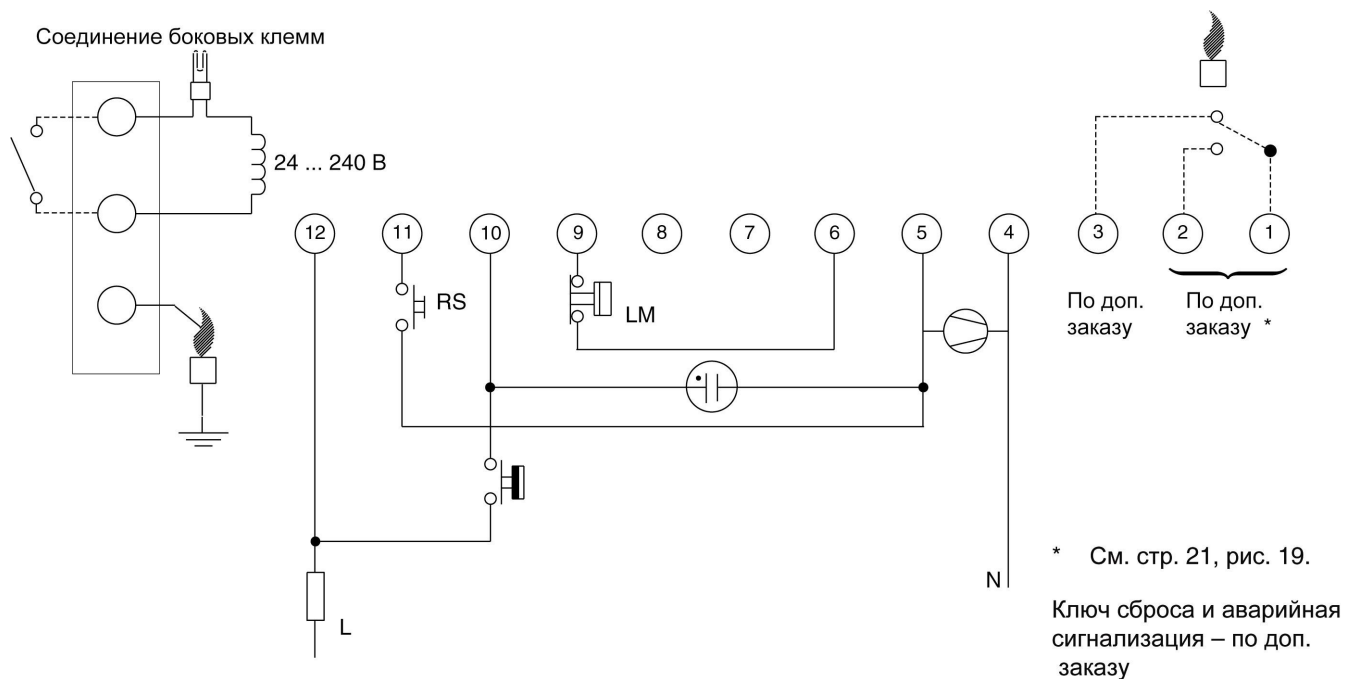 Соединение боковых клемм
24 ... 240 В
12 11 10 9 8 7 6 5 4 3 2 1
RS
LM
По доп.
заказу
По доп.
заказу *
N
L
* См. стр. 21, рис. 19.
Ключ сброса и аварийная
сигнализация – по доп.
заказу